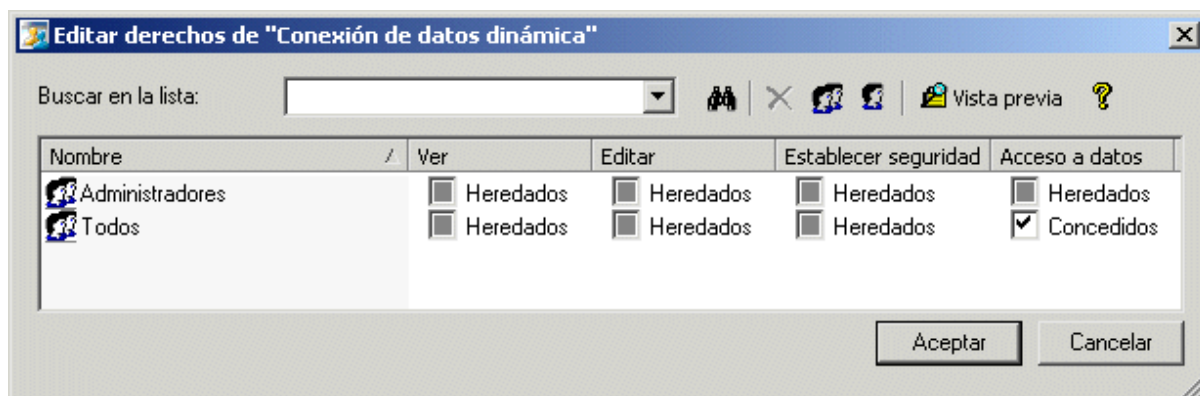 Editar derechos de "Conexión de datos dinámica"
Buscar en la lista: Vista previa
Nombre Ver Editar Establecer seguridad Acceso a datos
Administradores Heredados Heredados Heredados Heredados
Todos Heredados Heredados Heredados Concedidos
Aceptar Cancelar